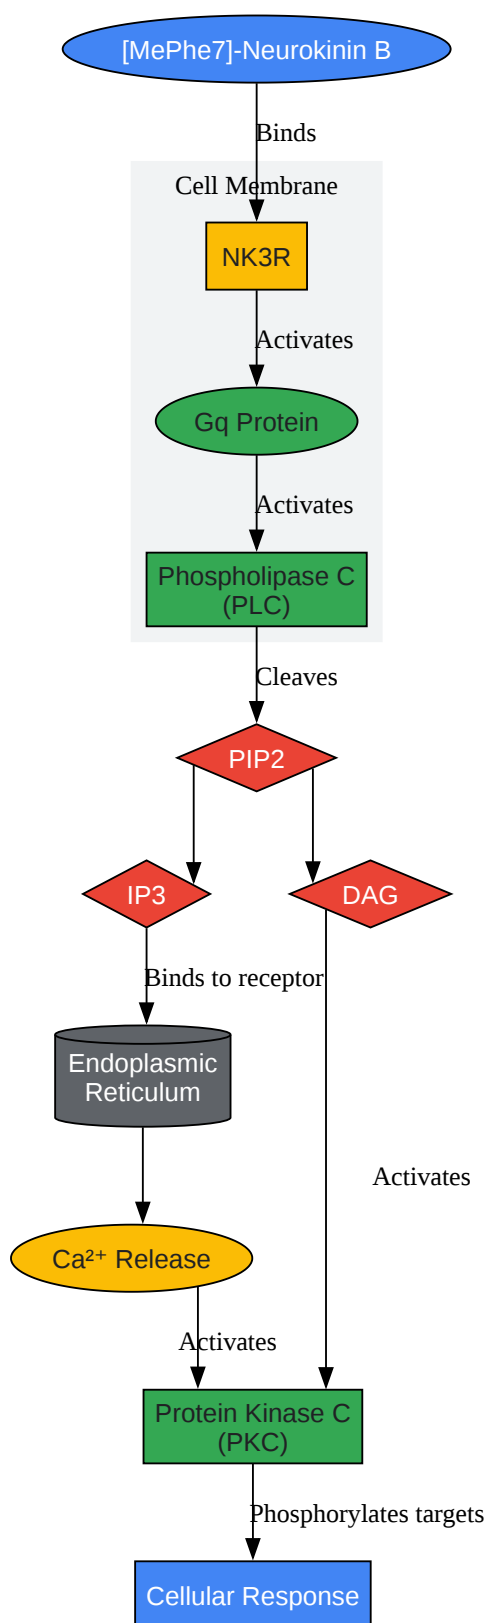 [MePhe7]-Neurokinin B
Binds
Cell Membrane
NK3R
Activates
Gq Protein
Activates
Phospholipase C
(PLC)
Cleaves
PIP2
IP3
DAG
Binds to receptor
Endoplasmic
Reticulum
Activates
Ca²⁺ Release
Activates
Protein Kinase C
(PKC)
Phosphorylates targets
Cellular Response